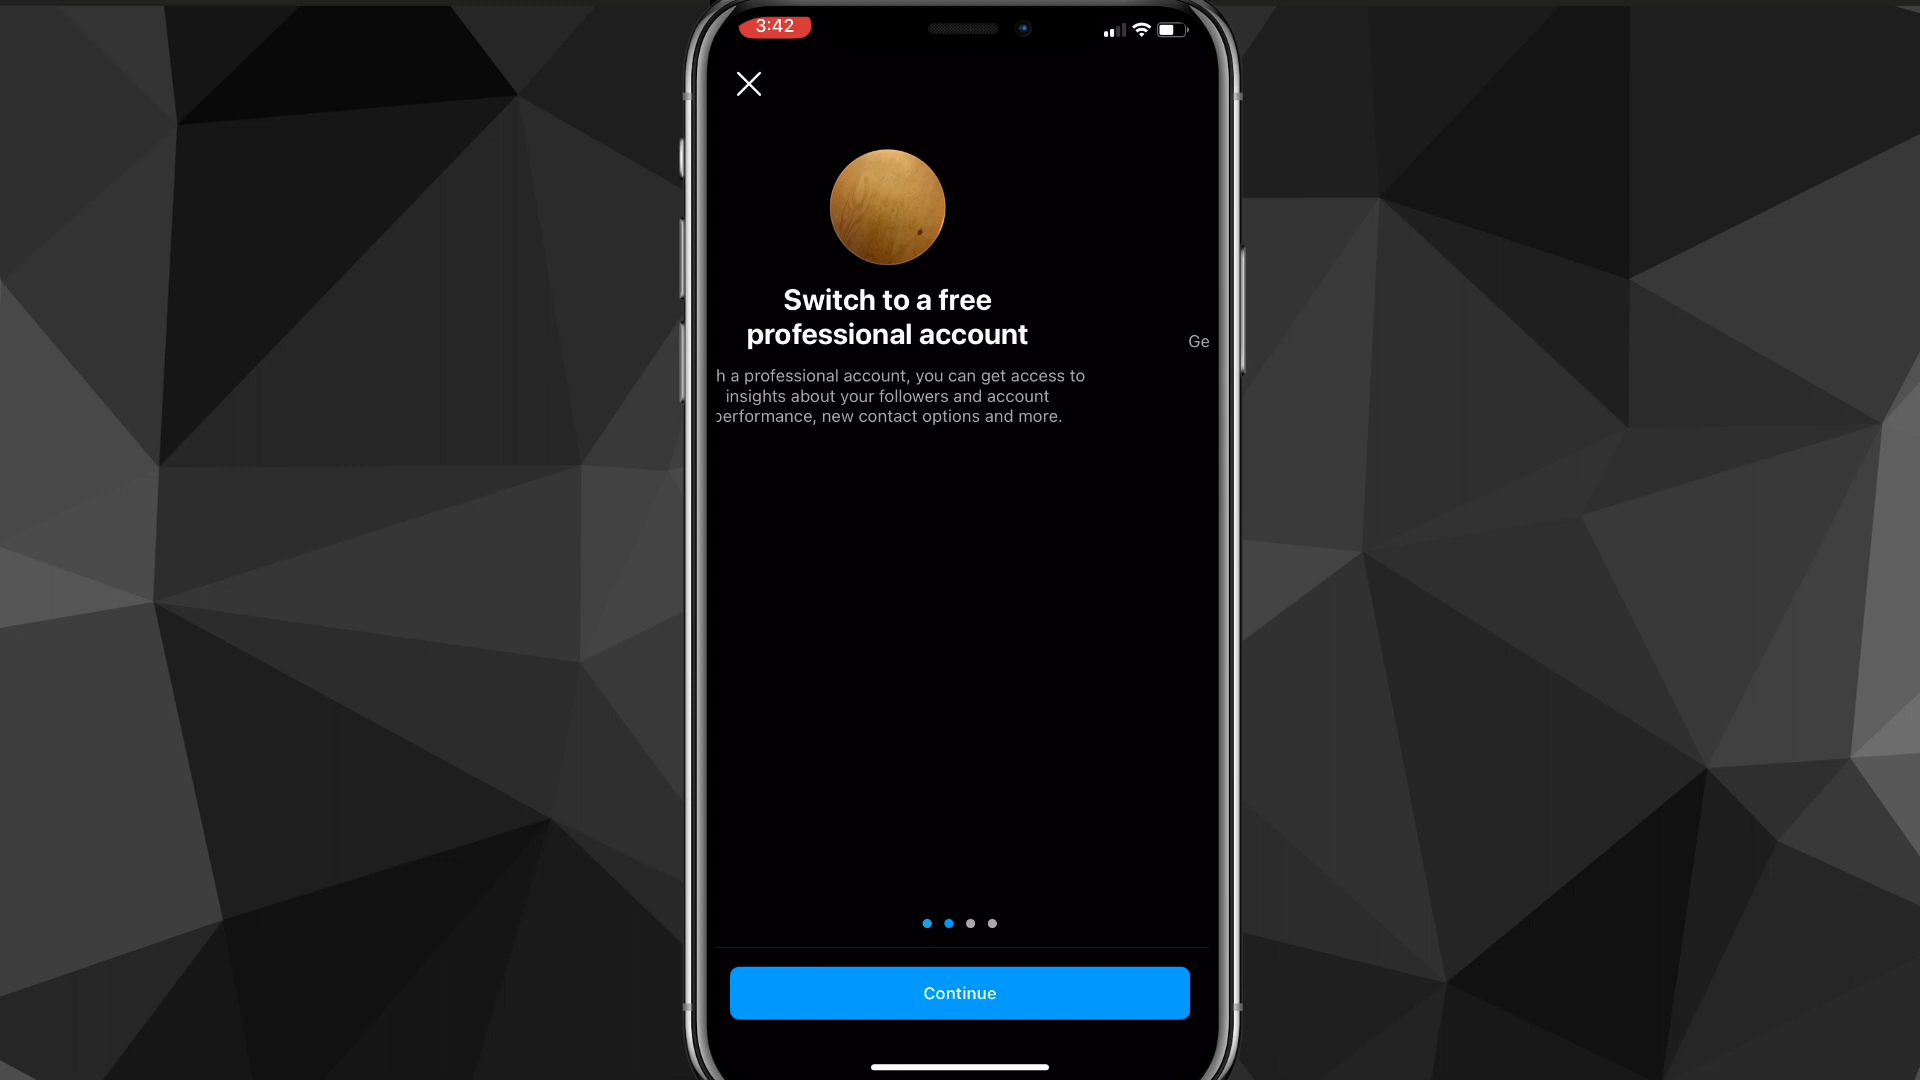 3:42
Switch to a free
professional account
h a professional account, you can get access to
insights about your followers and account
performance, new contact options and more.
Ge
Continue